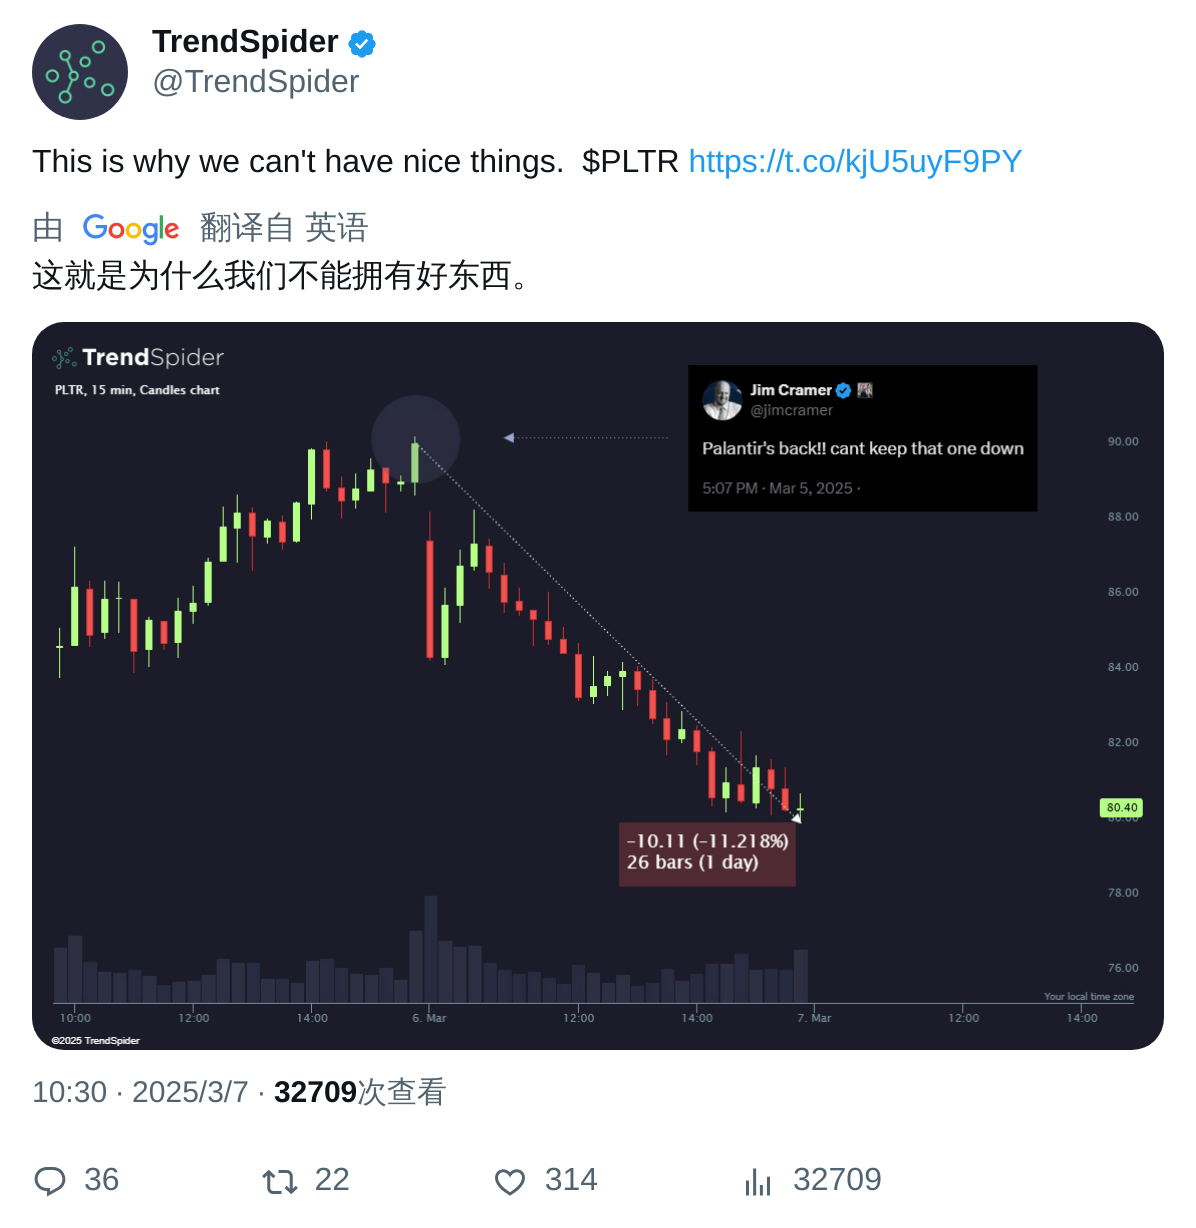 TrendSpider
@TrendSpider
This is why we can't have nice things.  $PLTR https://t.co/kjU5uyF9PY
由 Google 翻译自 英语
这就是为什么我们不能拥有好东西。
TrendSpider
PLTR, 15 min, Candles chart
Jim Cramer
@jimcramer
Palantir's back!! cant keep that one down
5:07 PM · Mar 5, 2025 ·
90.00
88.00
86.00
84.00
82.00
80.40
80.00
78.00
76.00
-10.11 (-11.218%)
26 bars (1 day)
Your local time zone
10:00 12:00 14:00 6. Mar 12:00 14:00 7. Mar 12:00 14:00
©2025 TrendSpider
10:30 · 2025/3/7 · 32709次查看
36 22 314 32709